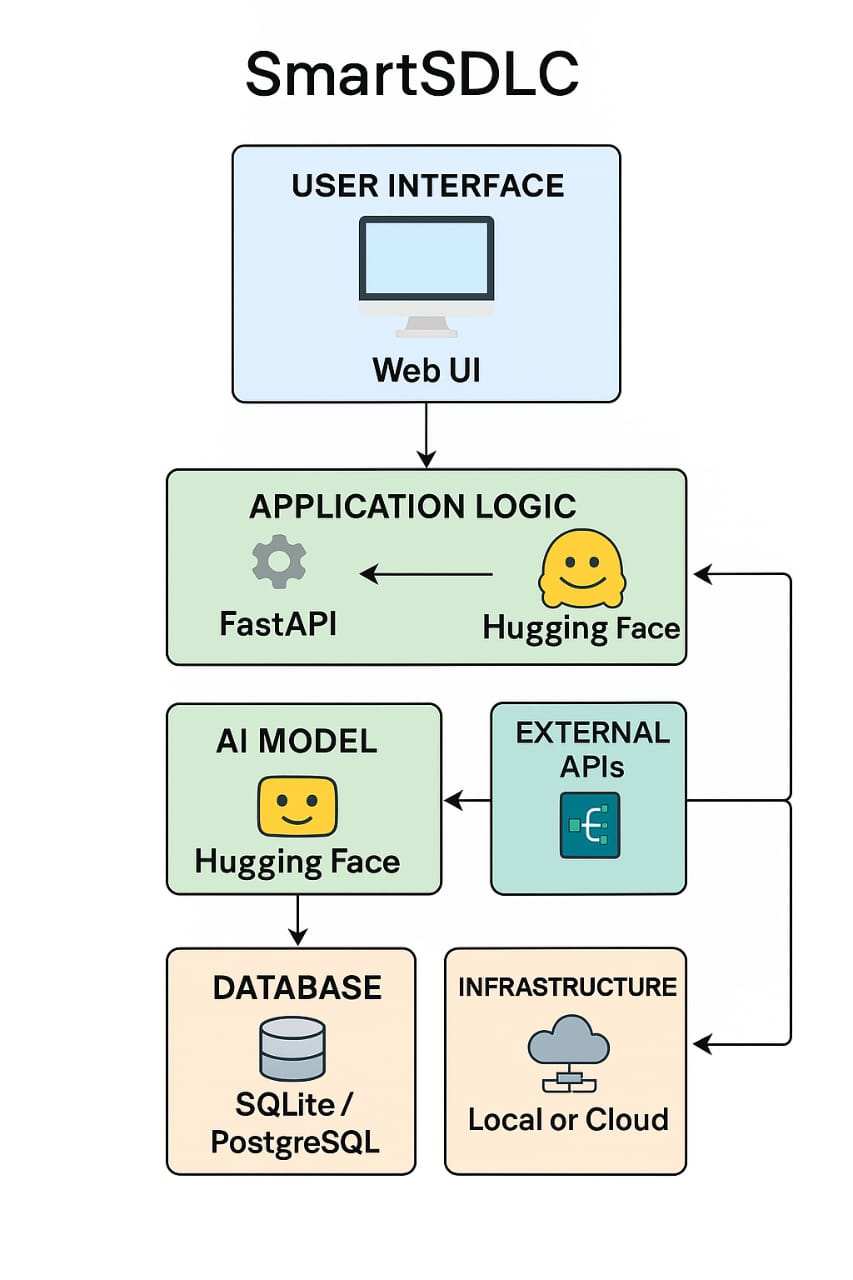 SmartSDLC
USER INTERFACE
Web UI
APPLICATION LOGIC
FastAPI
Hugging Face
AI MODEL
Hugging Face
EXTERNAL
APIs
DATABASE
SQLite /
PostgreSQL
INFRASTRUCTURE
Local or Cloud